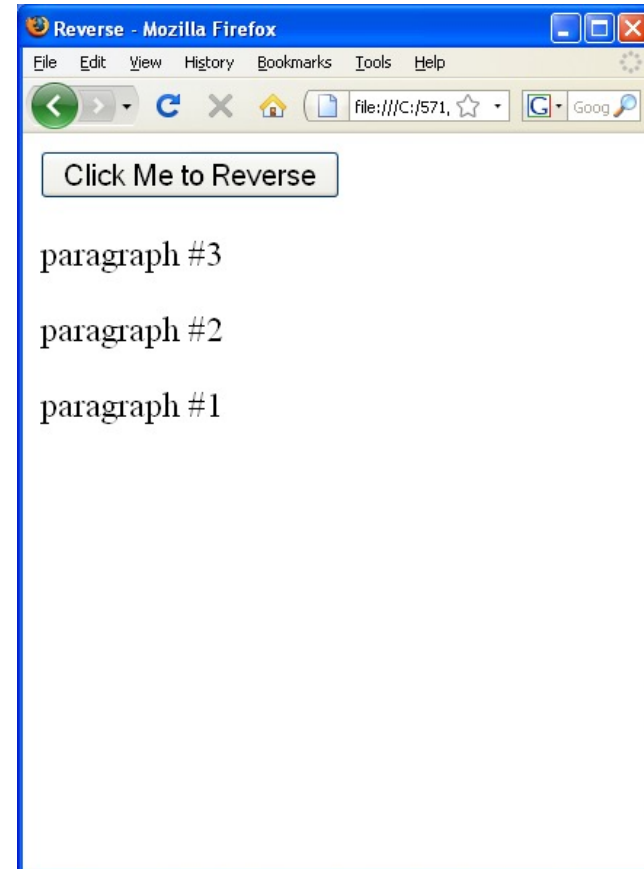 Reverse - Mozilla Firefox
File Edit View History Bookmarks Tools Help
file:///C:/571, G Goog
Click Me to Reverse
paragraph #3
paragraph #2
paragraph #1